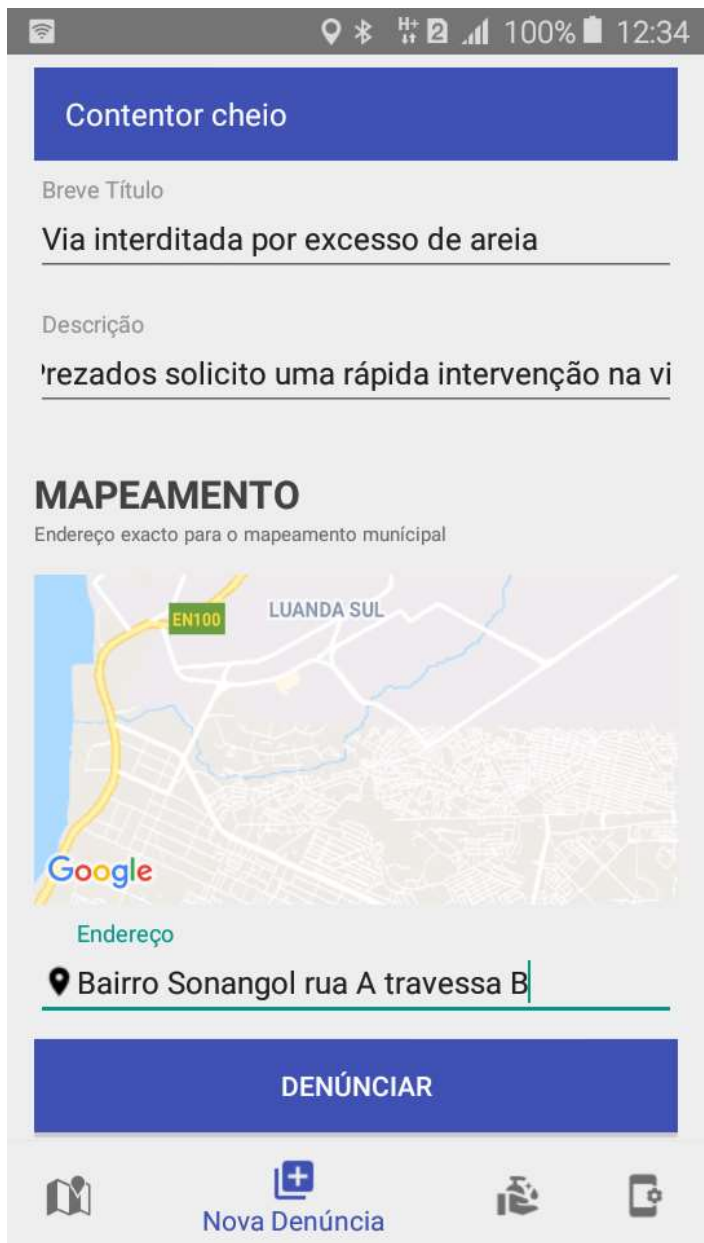 H+ 2 100% 12:34
Contentor cheio
Breve Título
Via interditada por excesso de areia
Descrição
Prezados solicito uma rápida intervenção na vi
MAPEAMENTO
Endereço exacto para o mapeamento munícipal
EN100
LUANDA SUL
Google
Endereço
Bairro Sonangol rua A travessa B
DENÚNCIAR
Nova Denúncia